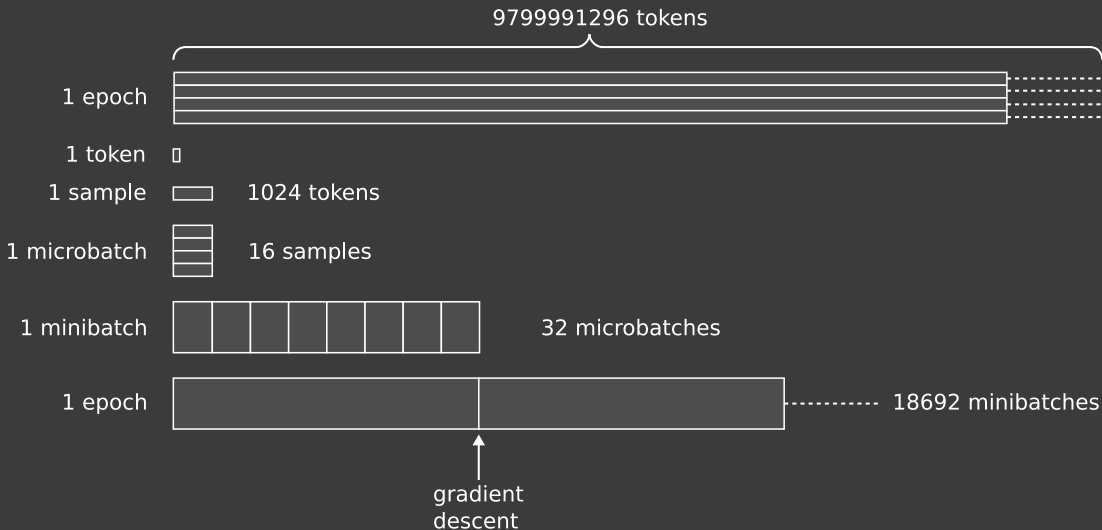 9799991296 tokens
1 epoch
1 token
1 sample 1024 tokens
1 microbatch 16 samples
1 minibatch 32 microbatches
1 epoch 18692 minibatches
gradient
descent